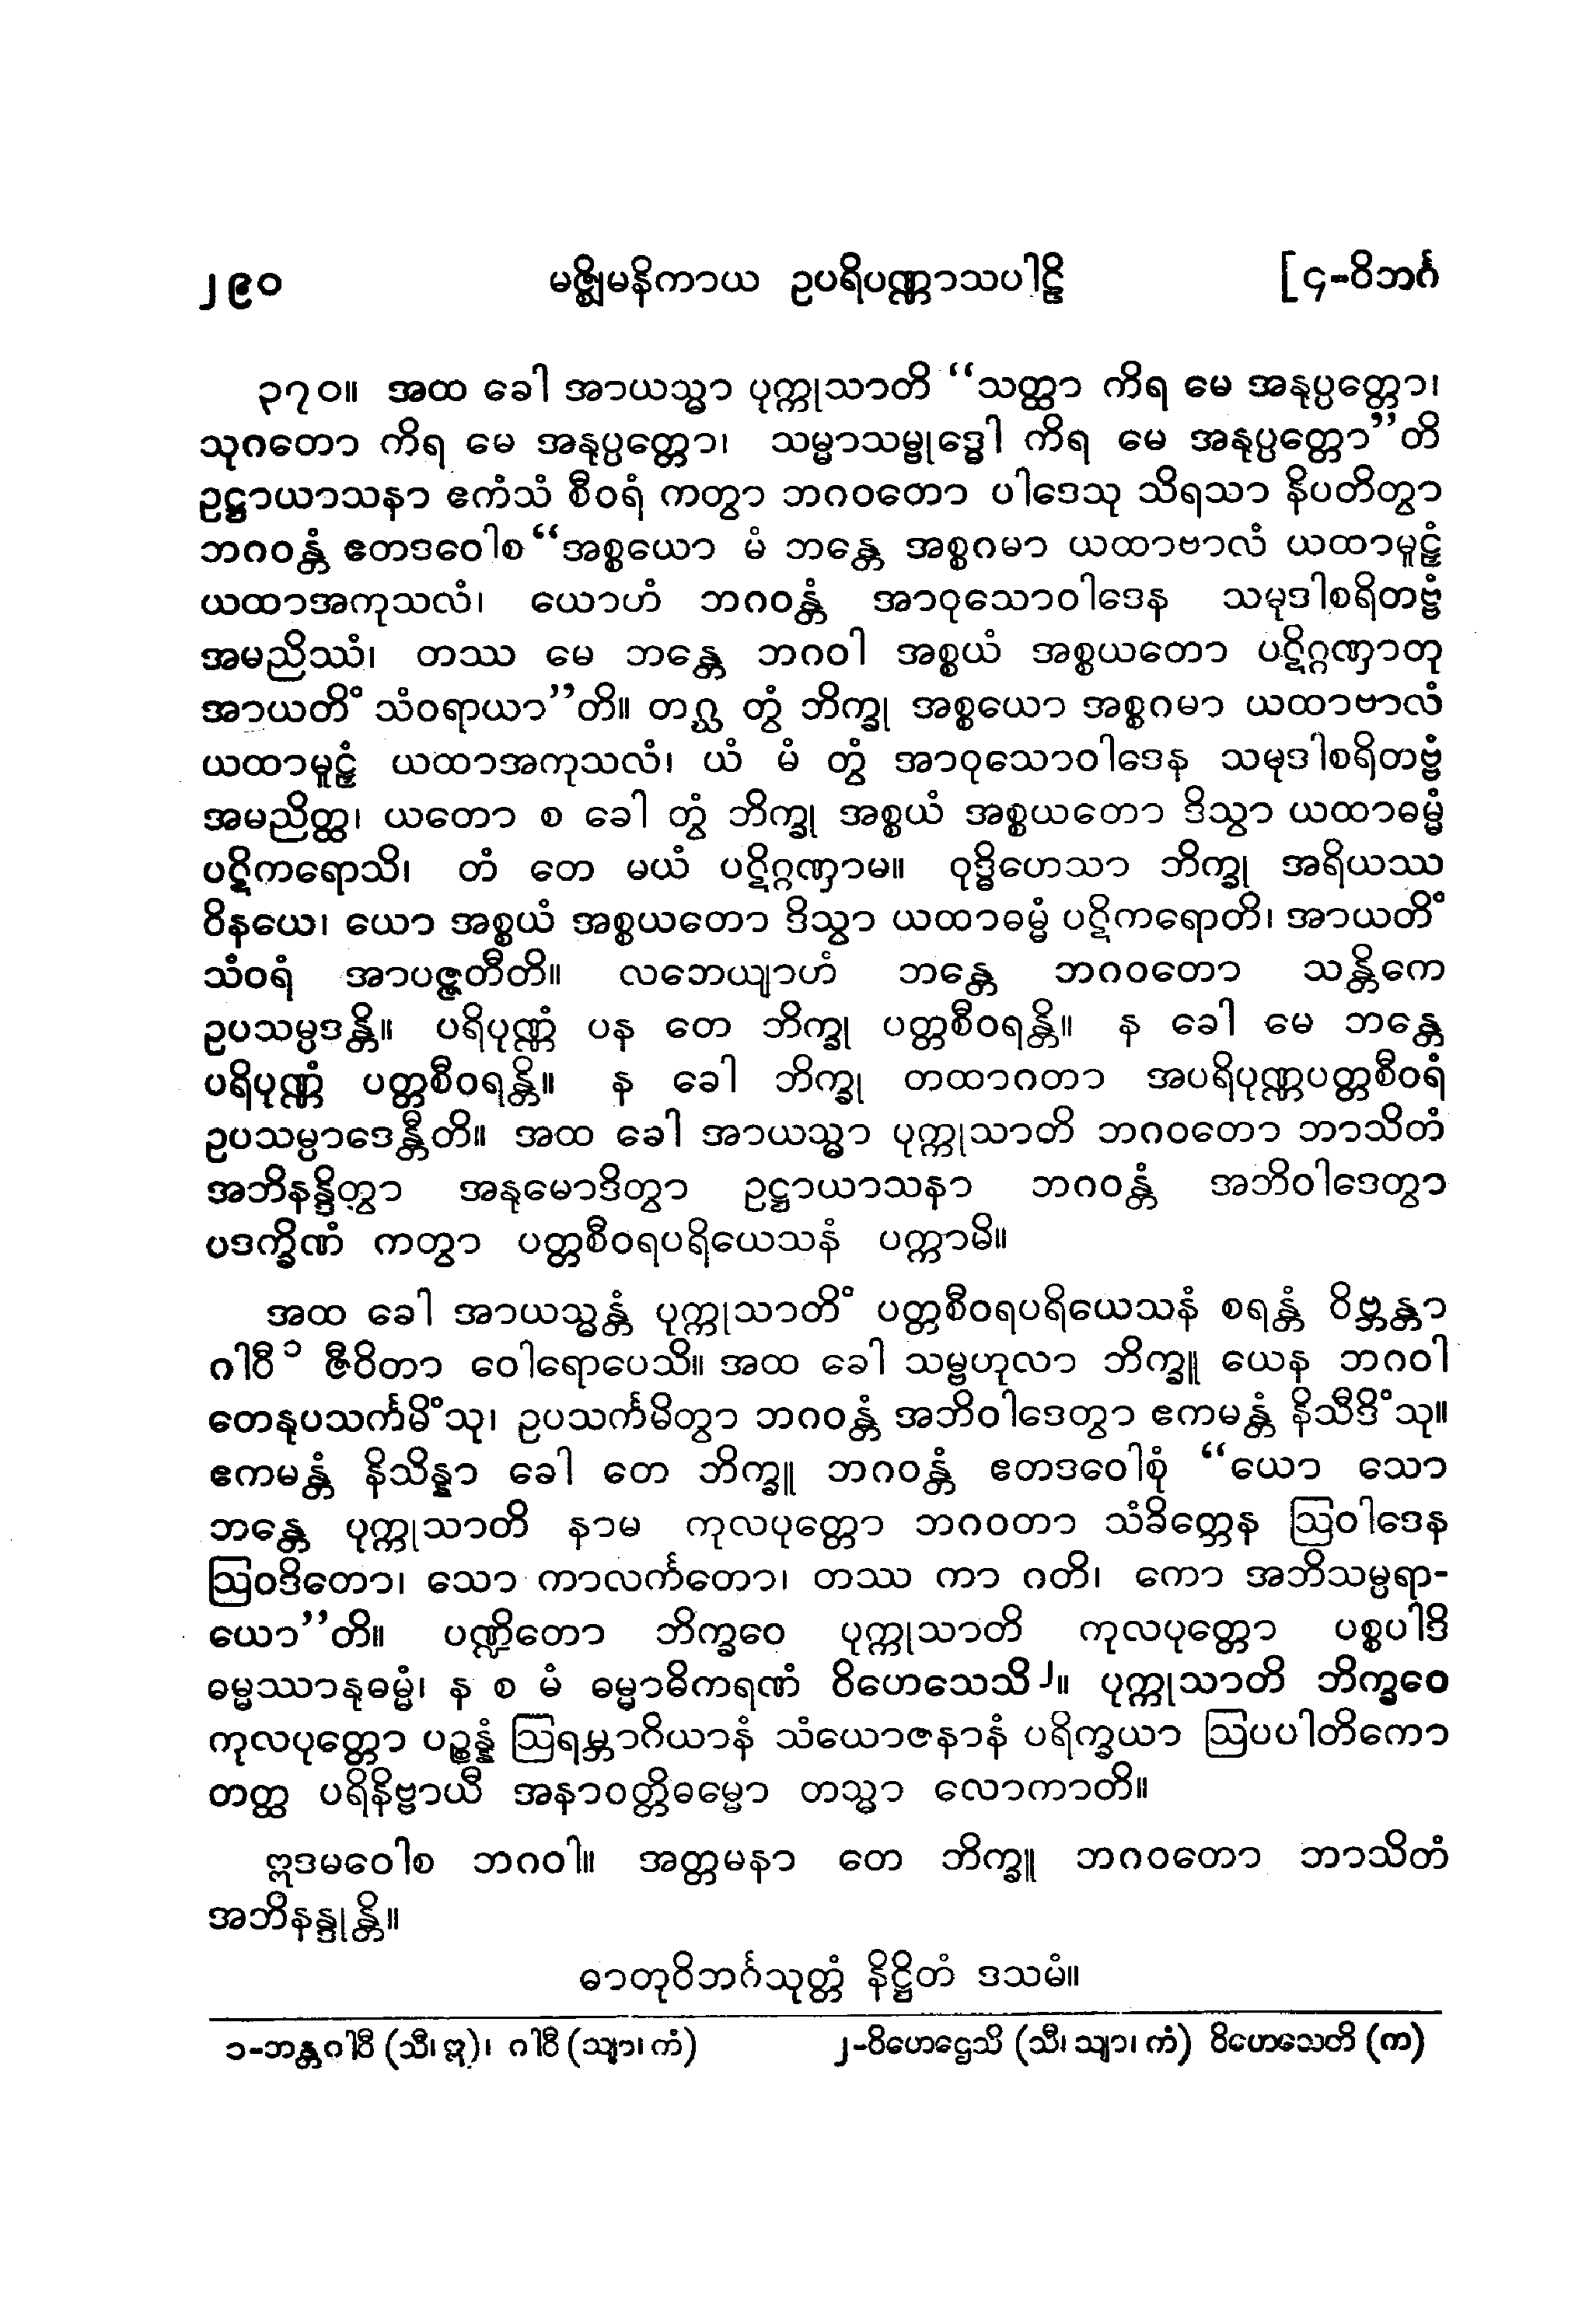 ၂၉၀ မဇ္ဈိမနိကာယ ဥပရိပဏ္ဏာသပါဠိ [၄-ဝိဘင်္ဂ
၃၇၀။ အထ ခေါ အာယသ္မာ ပုက္ကုသာတိ “သတ္ထာ ကိရ မေ အနုပ္ပတ္တော၊
သုဂတော ကိရ မေ အနုပ္ပတ္တော၊ သမ္မာသမ္ဗုဒ္ဓေါ ကိရ မေ အနုပ္ပတ္တော”တိ
ဥဋ္ဌာယာသနာ ဧကံသံ စီဝရံ ကတွာ ဘဂဝတော ပါဒေသု သိရသာ နိပတိတွာ
ဘဂဝန္တံ ဧတဒဝေါစ “အစ္စယော မံ ဘန္တေ အစ္စဂမာ ယထာဗာလံ ယထာမူဠှံ
ယထာအကုသလံ၊ ယောဟံ ဘဂဝန္တံ အာဝုသောဝါဒေန သမုဒါစရိတဗ္ဗံ
အမညိဿံ၊ တဿ မေ ဘန္တေ ဘဂဝါ အစ္စယံ အစ္စယတော ပဋိဂ္ဂဏှာတု
အာယတိံ သံဝရာယာ”တိ။ တဂ္ဃ တွံ ဘိက္ခု အစ္စယော အစ္စဂမာ ယထာဗာလံ
ယထာမူဠှံ ယထာအကုသလံ၊ ယံ မံ တွံ အာဝုသောဝါဒေန သမုဒါစရိတဗ္ဗံ
အမညိတ္ထ၊ ယတော စ ခေါ တွံ ဘိက္ခု အစ္စယံ အစ္စယတော ဒိသွာ ယထာဓမ္မံ
ပဋိကရောသိ၊ တံ တေ မယံ ပဋိဂ္ဂဏှာမ။ ဝုဒ္ဓိဟေသာ ဘိက္ခု အရိယဿ
ဝိနယေ၊ ယော အစ္စယံ အစ္စယတော ဒိသွာ ယထာဓမ္မံ ပဋိကရောတိ၊ အာယတိံ
သံဝရံ အာပဇ္ဇတီတိ။ လဘေယျာဟံ ဘန္တေ ဘဂဝတော သန္တိကေ
ဥပသမ္ပဒန္တိ။ ပရိပုဏ္ဏံ ပန တေ ဘိက္ခု ပတ္တစီဝရန္တိ။ န ခေါ မေ ဘန္တေ
ပရိပုဏ္ဏံ ပတ္တစီဝရန္တိ။ န ခေါ ဘိက္ခု တထာဂတာ အပရိပုဏ္ဏပတ္တစီဝရံ
ဥပသမ္ပာဒေန္တီတိ။ အထ ခေါ အာယသ္မာ ပုက္ကုသာတိ ဘဂဝတော ဘာသိတံ
အဘိနန္ဒိတွာ အနုမောဒိတွာ ဥဋ္ဌာယာသနာ ဘဂဝန္တံ အဘိဝါဒေတွာ
ပဒက္ခိဏံ ကတွာ ပတ္တစီဝရပရိယေသနံ ပက္ကာမိ။
အထ ခေါ အာယသ္မန္တံ ပုက္ကုသာတိံ ပတ္တစီဝရပရိယေသနံ စရန္တံ ဝိဗ္ဘန္တာ
ဂါဝီ ၁ ဇီဝိတာ ဝေါရောပေသိ။ အထ ခေါ သမ္ဗဟုလာ ဘိက္ခူ ယေန ဘဂဝါ
တေနုပသင်္ကမိံသု၊ ဥပသင်္ကမိတွာ ဘဂဝန္တံ အဘိဝါဒေတွာ ဧကမန္တံ နိသီဒိံသု။
ဧကမန္တံ နိသိန္နာ ခေါ တေ ဘိက္ခူ ဘဂဝန္တံ ဧတဒဝေါစုံ “ယော သော
ဘန္တေ ပုက္ကုသာတိ နာမ ကုလပုတ္တော ဘဂဝတာ သံခိတ္တေန ဩဝါဒေန
ဩဝဒိတော၊ သော ကာလင်္ကတော၊ တဿ ကာ ဂတိ၊ ကော အဘိသမ္ပရာ-
ယော”တိ။ ပဏ္ဍိတော ဘိက္ခဝေ ပုက္ကုသာတိ ကုလပုတ္တော ပစ္စပါဒိ
ဓမ္မဿာနုဓမ္မံ၊ န စ မံ ဓမ္မာဓိကရဏံ ဝိဟေသေသိ ၂။ ပုက္ကုသာတိ ဘိက္ခဝေ
ကုလပုတ္တော ပဉ္စန္နံ ဩရမ္ဘာဂိယာနံ သံယောဇနာနံ ပရိက္ခယာ ဩပပါတိကော
တတ္ထ ပရိနိဗ္ဗာယီ အနာဝတ္တိဓမ္မော တသ္မာ လောကာတိ။
ဣဒမဝေါစ ဘဂဝါ။ အတ္တမနာ တေ ဘိက္ခူ ဘဂဝတော ဘာသိတံ
အဘိနန္ဒုန္တိ။
ဓာတုဝိဘင်္ဂသုတ္တံ နိဋ္ဌိတံ ဒသမံ။
၁-ဘန္တဂါဝီ (သီ၊ ဣ)၊ ဂါဝီ (သျာ၊ ကံ) ၂-ဝိဟေဌေသိ (သီ၊ သျာ၊ ကံ) ဝိဟေသေတိ (က)